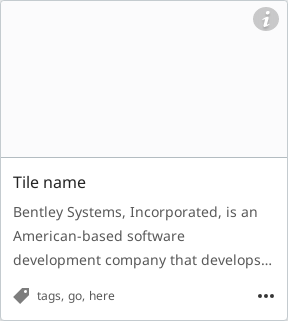 Tile name
Bentley Systems, Incorporated, is an
American-based software
development company that develops...
tags, go, here